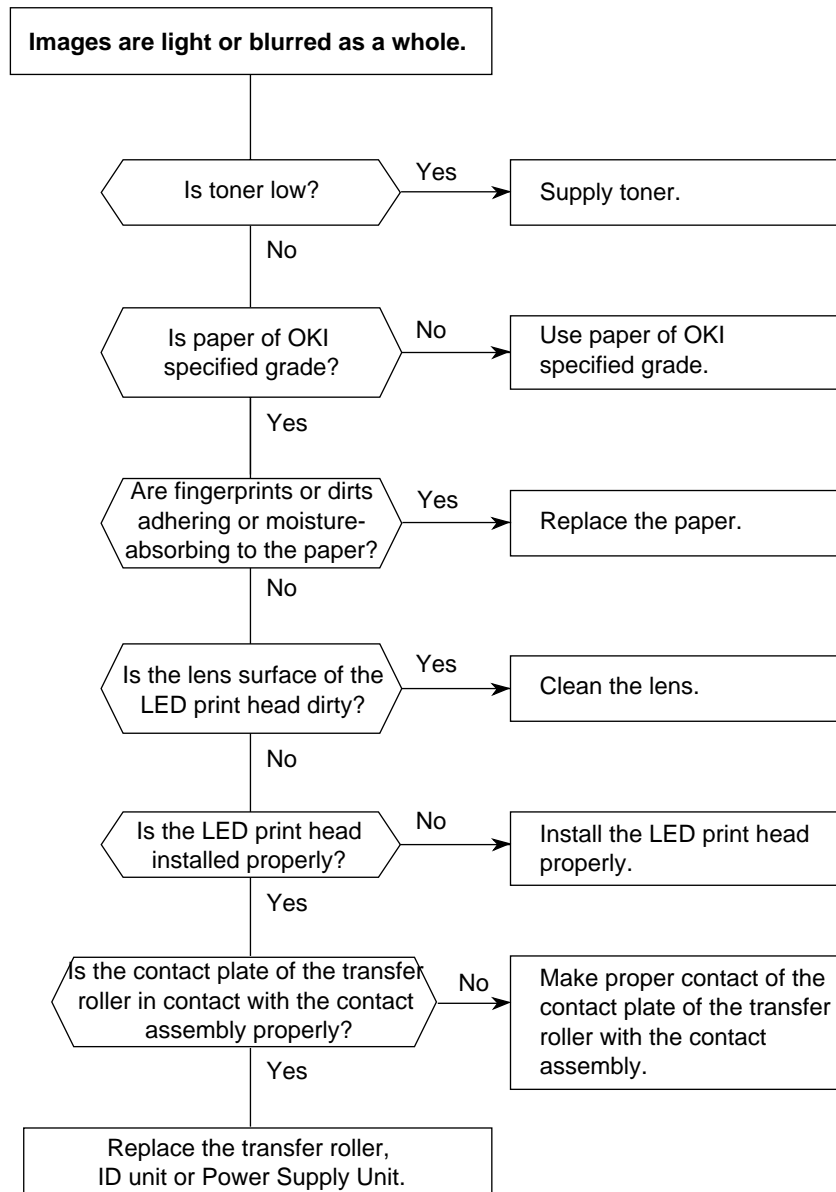 Images are light or blurred as a whole.
Is toner low?
Yes
Supply toner.
No
Is paper of OKI
specified grade?
No
Use paper of OKI
specified grade.
Yes
Are fingerprints or dirts
adhering or moisture-
absorbing to the paper?
Yes
Replace the paper.
No
Is the lens surface of the
LED print head dirty?
Yes
Clean the lens.
No
Is the LED print head
installed properly?
No
Install the LED print head
properly.
Yes
Is the contact plate of the transfer
roller in contact with the contact
assembly properly?
No
Make proper contact of the
contact plate of the transfer
roller with the contact
assembly.
Yes
Replace the transfer roller,
ID unit or Power Supply Unit.